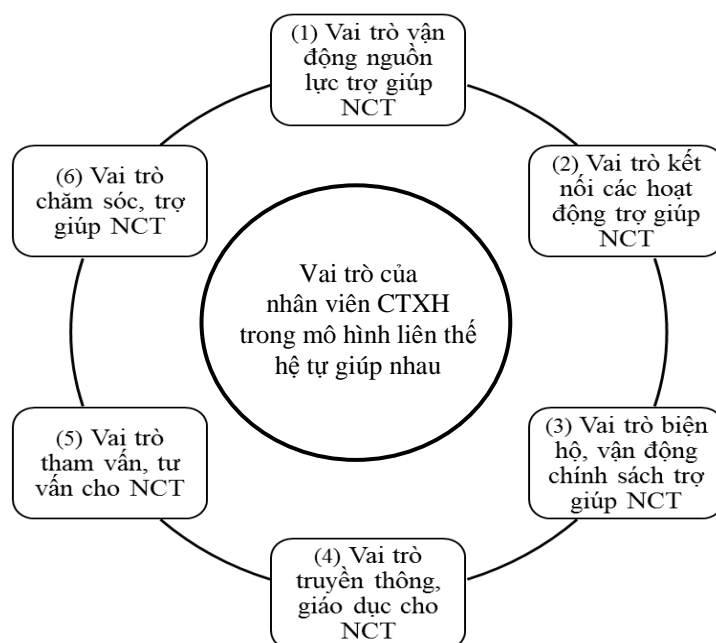 (1) Vai trò vận
động nguồn
lực trợ giúp
NCT
(2) Vai trò kết
nối các hoạt
động trợ giúp
NCT
(3) Vai trò biện
hộ, vận động
chính sách trợ
giúp NCT
(4) Vai trò
truyền thông,
giáo dục cho
NCT
(5) Vai trò
tham vấn, tư
vấn cho NCT
(6) Vai trò
chăm sóc, trợ
giúp NCT
Vai trò của
nhân viên CTXH
trong mô hình liên thế
hệ tự giúp nhau